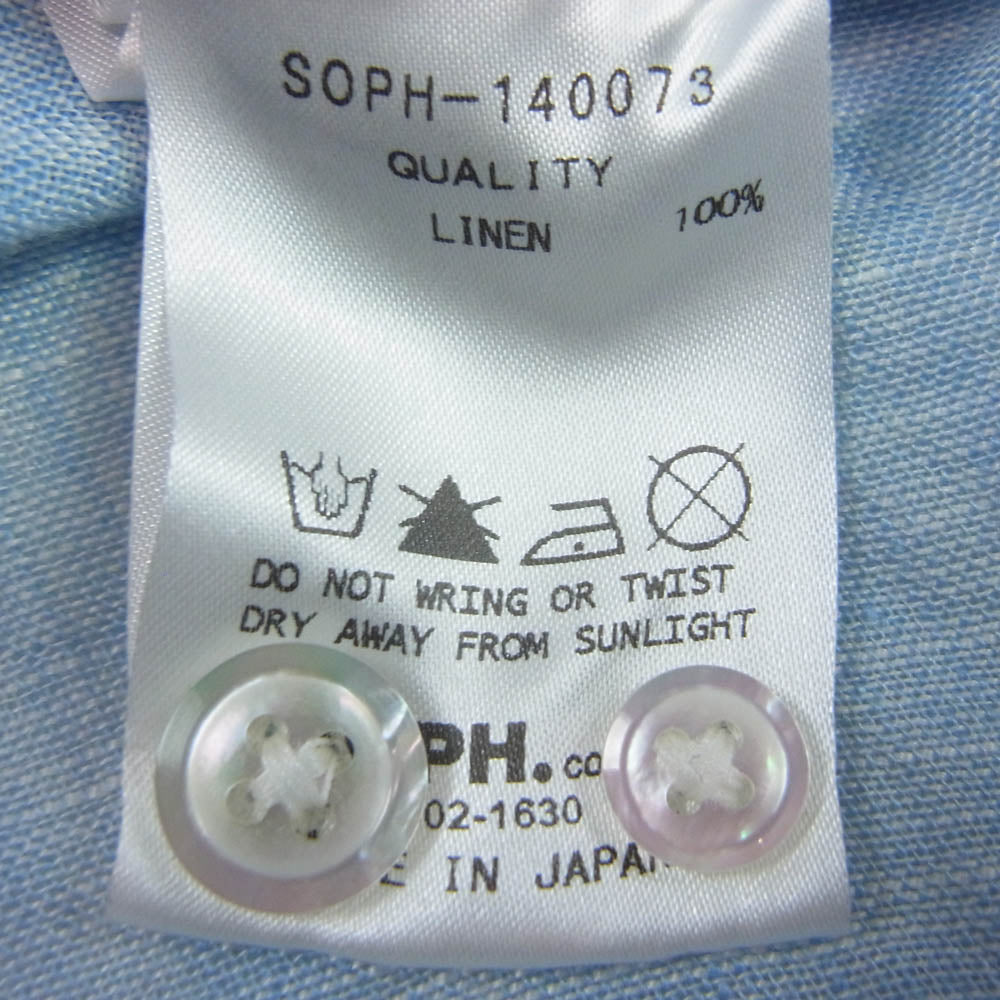 SOPH-140073
QUALITY
LINEN 100%
DO NOT WRING OR TWIST
DRY AWAY FROM SUNLIGHT
PH. co
02-1630
E IN JAPAN